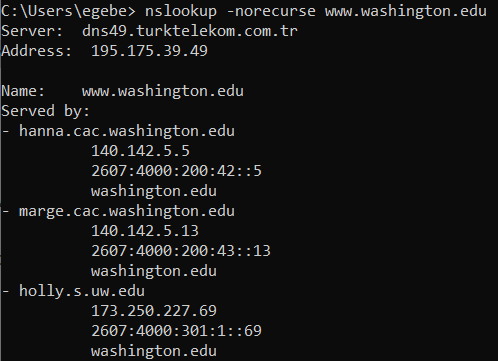 C:\Users\egebe> nslookup -norecurse www.washington.edu
Server:  dns49.turktelekom.com.tr
Address:  195.175.39.49

Name:    www.washington.edu
Served by:
- hanna.cac.washington.edu
          140.142.5.5
          2607:4000:200:42::5
          washington.edu
- marge.cac.washington.edu
          140.142.5.13
          2607:4000:200:43::13
          washington.edu
- holly.s.uw.edu
          173.250.227.69
          2607:4000:301:1::69
          washington.edu